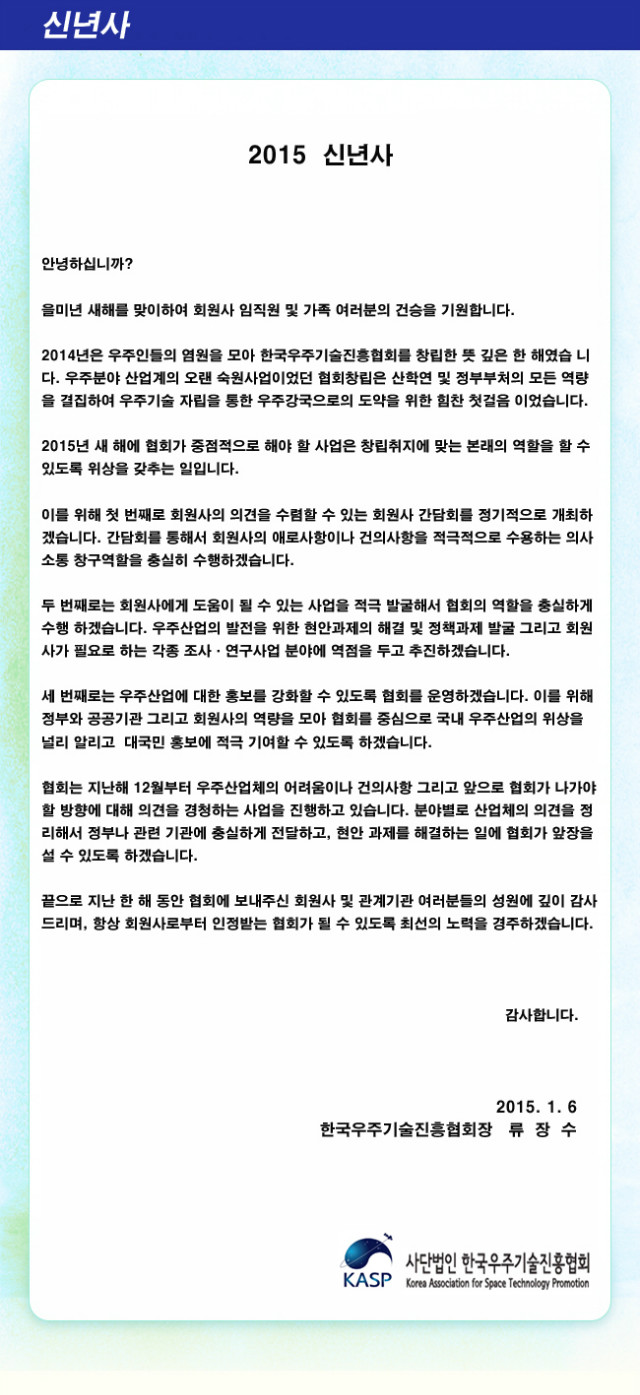 신년사
2015 신년사
안녕하십니까?
을미년 새해를 맞이하여 회원사 임직원 및 가족 여러분의 건승을 기원합니다.
2014년은 우주인들의 염원을 모아 한국우주기술진흥협회를 창립한 뜻 깊은 한 해였습 니
다. 우주분야 산업계의 오랜 숙원사업이었던 협회창립은 산학연 및 정부부처의 모든 역량
을 결집하여 우주기술 자립을 통한 우주강국으로의 도약을 위한 힘찬 첫걸음 이었습니다.
2015년 새 해에 협회가 중점적으로 해야 할 사업은 창립취지에 맞는 본래의 역할을 할 수
있도록 위상을 갖추는 일입니다.
이를 위해 첫 번째로 회원사의 의견을 수렴할 수 있는 회원사 간담회를 정기적으로 개최하
겠습니다. 간담회를 통해서 회원사의 애로사항이나 건의사항을 적극적으로 수용하는 의사
소통 창구역할을 충실히 수행하겠습니다.
두 번째로는 회원사에게 도움이 될 수 있는 사업을 적극 발굴해서 협회의 역할을 충실하게
수행 하겠습니다. 우주산업의 발전을 위한 현안과제의 해결 및 정책과제 발굴 그리고 회원
사가 필요로 하는 각종 조사 · 연구사업 분야에 역점을 두고 추진하겠습니다.
세 번째로는 우주산업에 대한 홍보를 강화할 수 있도록 협회를 운영하겠습니다. 이를 위해
정부와 공공기관 그리고 회원사의 역량을 모아 협회를 중심으로 국내 우주산업의 위상을
널리 알리고 대국민 홍보에 적극 기여할 수 있도록 하겠습니다.
협회는 지난해 12월부터 우주산업체의 어려움이나 건의사항 그리고 앞으로 협회가 나가야
할 방향에 대해 의견을 경청하는 사업을 진행하고 있습니다. 분야별로 산업체의 의견을 정
리해서 정부나 관련 기관에 충실하게 전달하고, 현안 과제를 해결하는 일에 협회가 앞장을
설 수 있도록 하겠습니다.
끝으로 지난 한 해 동안 협회에 보내주신 회원사 및 관계기관 여러분들의 성원에 깊이 감사
드리며, 항상 회원사로부터 인정받는 협회가 될 수 있도록 최선의 노력을 경주하겠습니다.
감사합니다.
2015. 1. 6
한국우주기술진흥협회장 류 장 수
KASP
사단법인 한국우주기술진흥협회
Korea Association for Space Technology Promotion